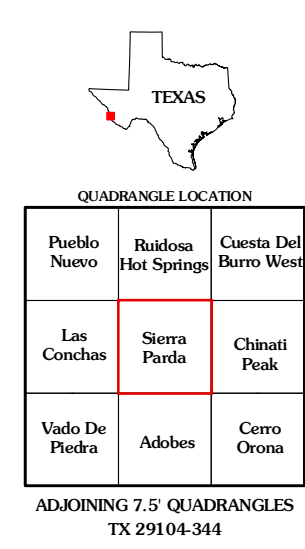 TEXAS
QUADRANGLE LOCATION
Pueblo
Nuevo
Ruidosa
Hot Springs
Cuesta Del
Burro West
Las
Conchas
Sierra
Parda
Chinati
Peak
Vado De
Piedra
Adobes
Cerro
Orona
ADJOINING 7.5' QUADRANGLES
TX 29104-344